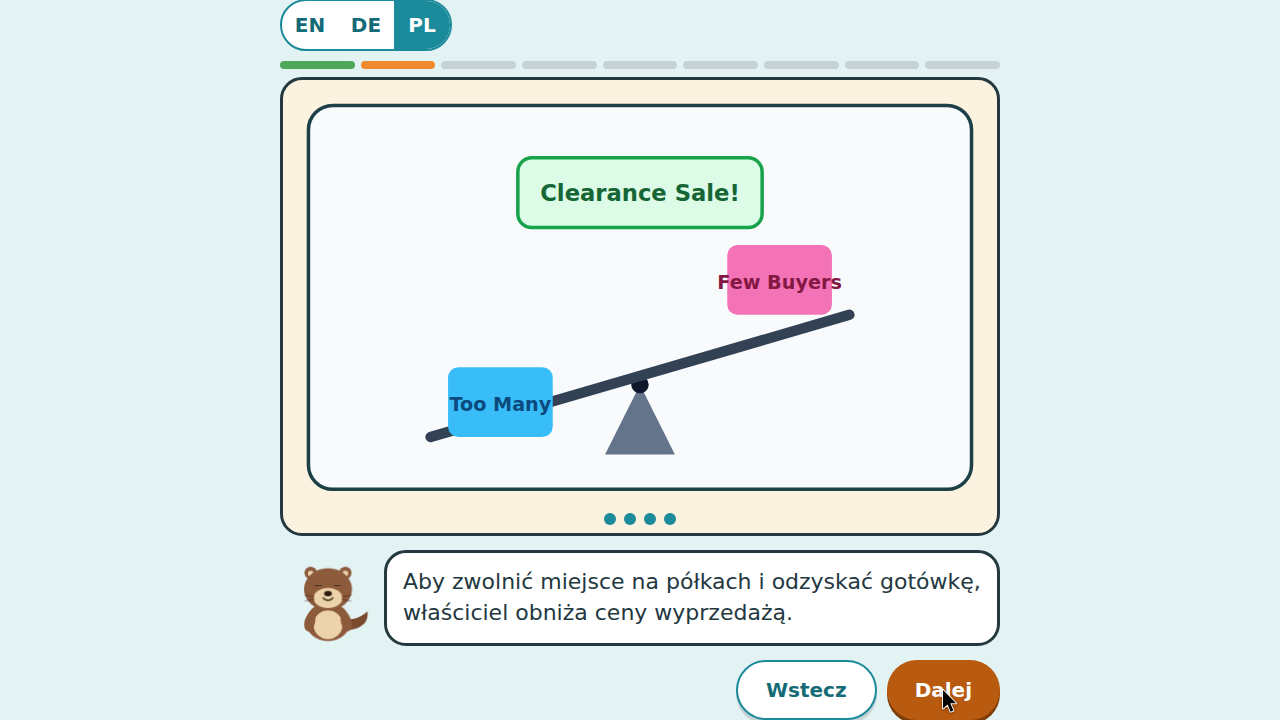 EN DE PL
Clearance Sale!
Few Buyers
Too Many
Aby zwolnić miejsce na półkach i odzyskać gotówkę,
właściciel obniża ceny wyprzedażą.
Wstecz Dalej